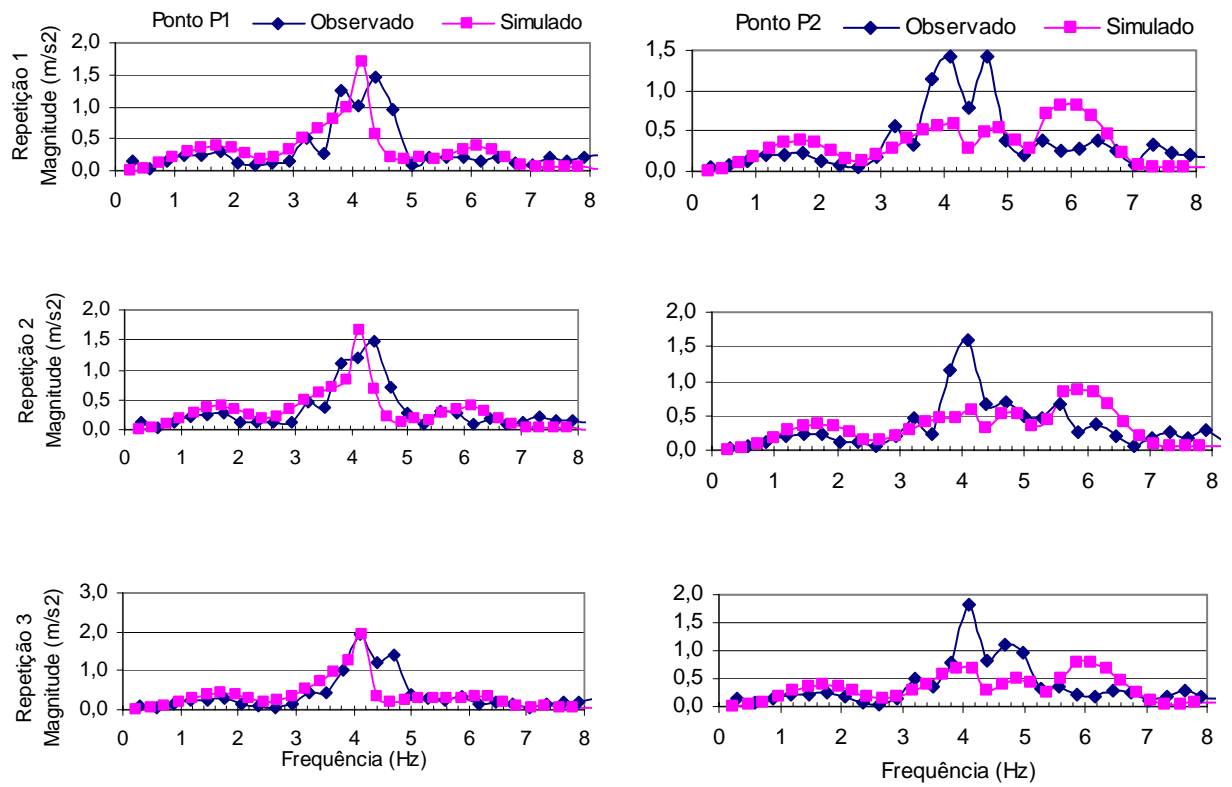 Ponto P1 Observado Simulado
Repetição 1
Magnitude (m/s2)
2,0
1,5
1,0
0,5
0,0
0 1 2 3 4 5 6 7 8
Ponto P2 Observado Simulado
1,5
1,0
0,5
0,0
0 1 2 3 4 5 6 7 8
Repetição 2
Magnitude (m/s2)
2,0
1,5
1,0
0,5
0,0
0 1 2 3 4 5 6 7 8
2,0
1,5
1,0
0,5
0,0
0 1 2 3 4 5 6 7 8
Repetição 3
Magnitude (m/s2)
3,0
2,0
1,0
0,0
0 1 2 3 4 5 6 7 8
Frequência (Hz)
2,0
1,5
1,0
0,5
0,0
0 1 2 3 4 5 6 7 8
Frequência (Hz)